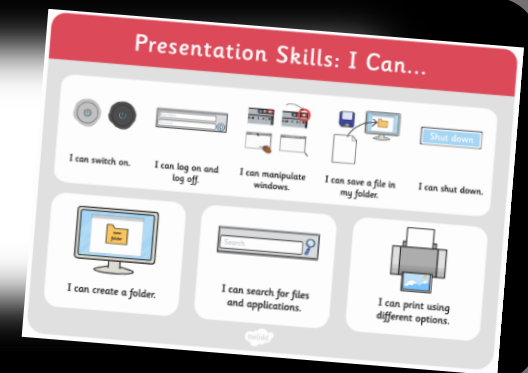 Presentation Skills: I Can...
I can switch on.
I can log on and
log off.
I can manipulate
windows.
I can save a file in
my folder.
Shut down
I can shut down.
folder
I can create a folder.
Search
I can search for files
and applications.
I can print using
different options.
twinkl